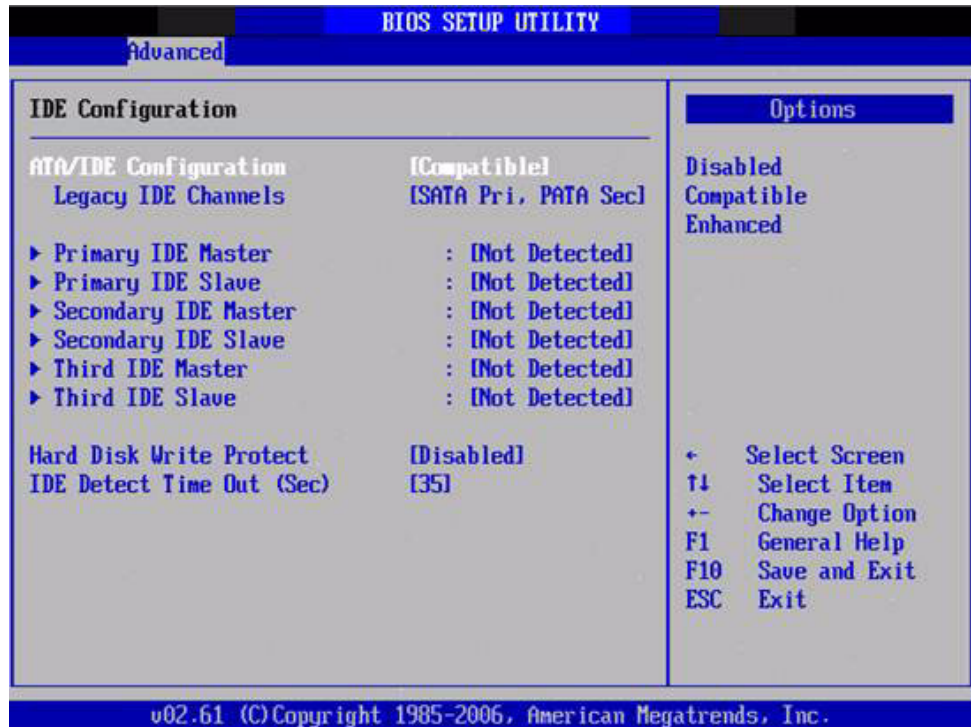 BIOS SETUP UTILITY
Advanced
IDE Configuration
ATA/IDE Configuration [Compatible]
Legacy IDE Channels [SATA Pri, PATA Sec]
▶ Primary IDE Master : [Not Detected]
▶ Primary IDE Slave : [Not Detected]
▶ Secondary IDE Master : [Not Detected]
▶ Secondary IDE Slave : [Not Detected]
▶ Third IDE Master : [Not Detected]
▶ Third IDE Slave : [Not Detected]
Hard Disk Write Protect [Disabled]
IDE Detect Time Out (Sec) [35]
Options
Disabled
Compatible
Enhanced
← Select Screen
↑↓ Select Item
+- Change Option
F1 General Help
F10 Save and Exit
ESC Exit
v02.61 (C)Copyright 1985-2006, American Megatrends, Inc.